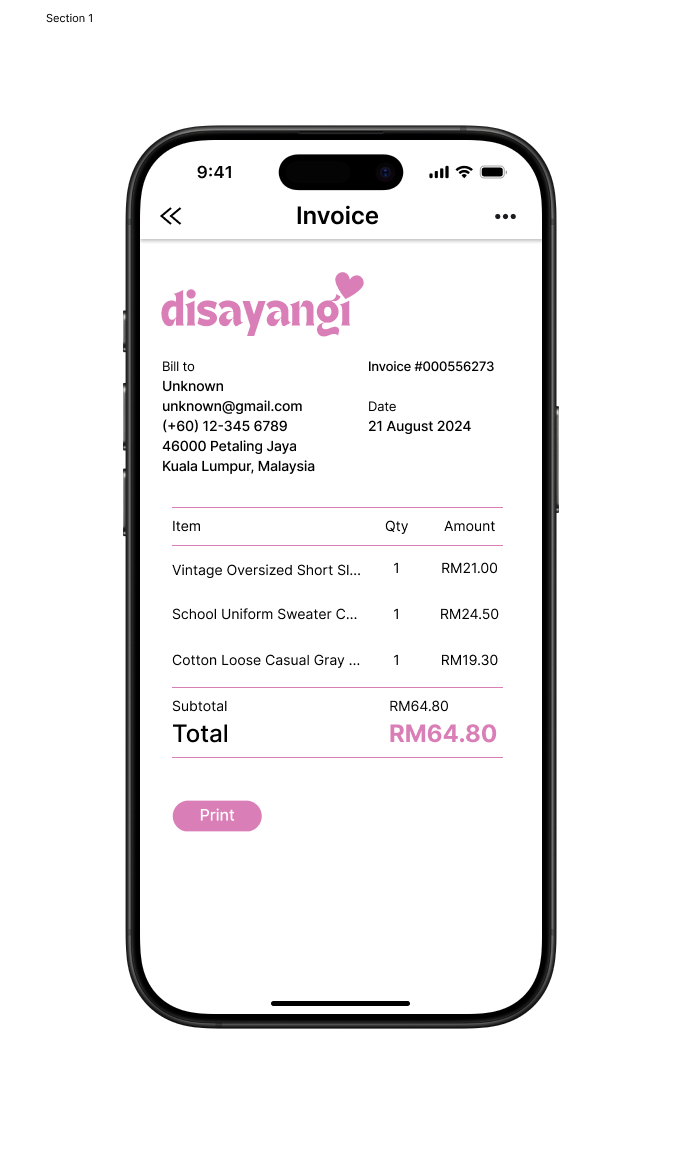 Section 1
9:41
Invoice
disayangi
Bill to
Unknown
unknown@gmail.com
(+60) 12-345 6789
46000 Petaling Jaya
Kuala Lumpur, Malaysia
Invoice #000556273
Date
21 August 2024
Item Qty Amount
Vintage Oversized Short Sl... 1 RM21.00
School Uniform Sweater C... 1 RM24.50
Cotton Loose Casual Gray ... 1 RM19.30
Subtotal RM64.80
Total RM64.80
Print